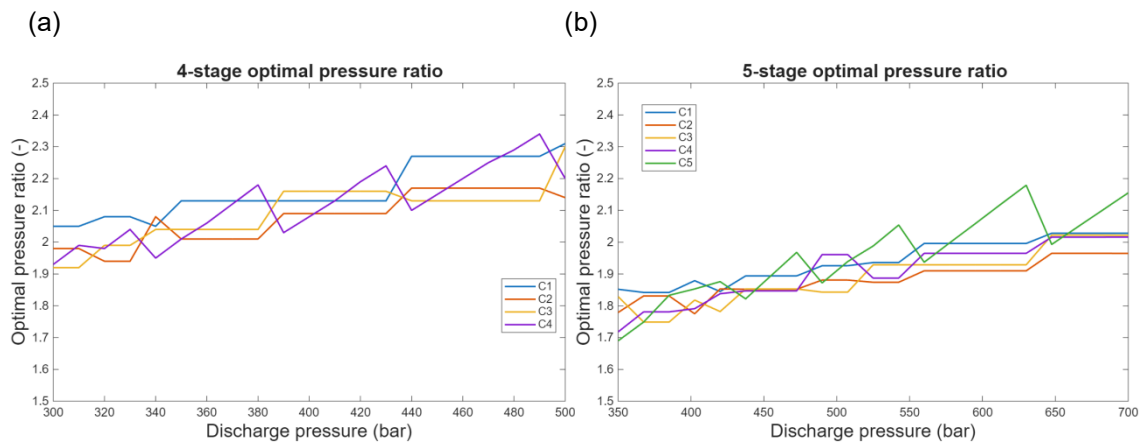 (a)
4-stage optimal pressure ratio
Optimal pressure ratio (-)
2.5
2.4
2.3
2.2
2.1
2
1.9
1.8
1.7
1.6
1.5
C1
C2
C3
C4
300 320 340 360 380 400 420 440 460 480 500
Discharge pressure (bar)
(b)
5-stage optimal pressure ratio
Optimal pressure ratio (-)
2.5
2.4
2.3
2.2
2.1
2
1.9
1.8
1.7
1.6
1.5
C1
C2
C3
C4
C5
350 400 450 500 550 600 650 700
Discharge pressure (bar)